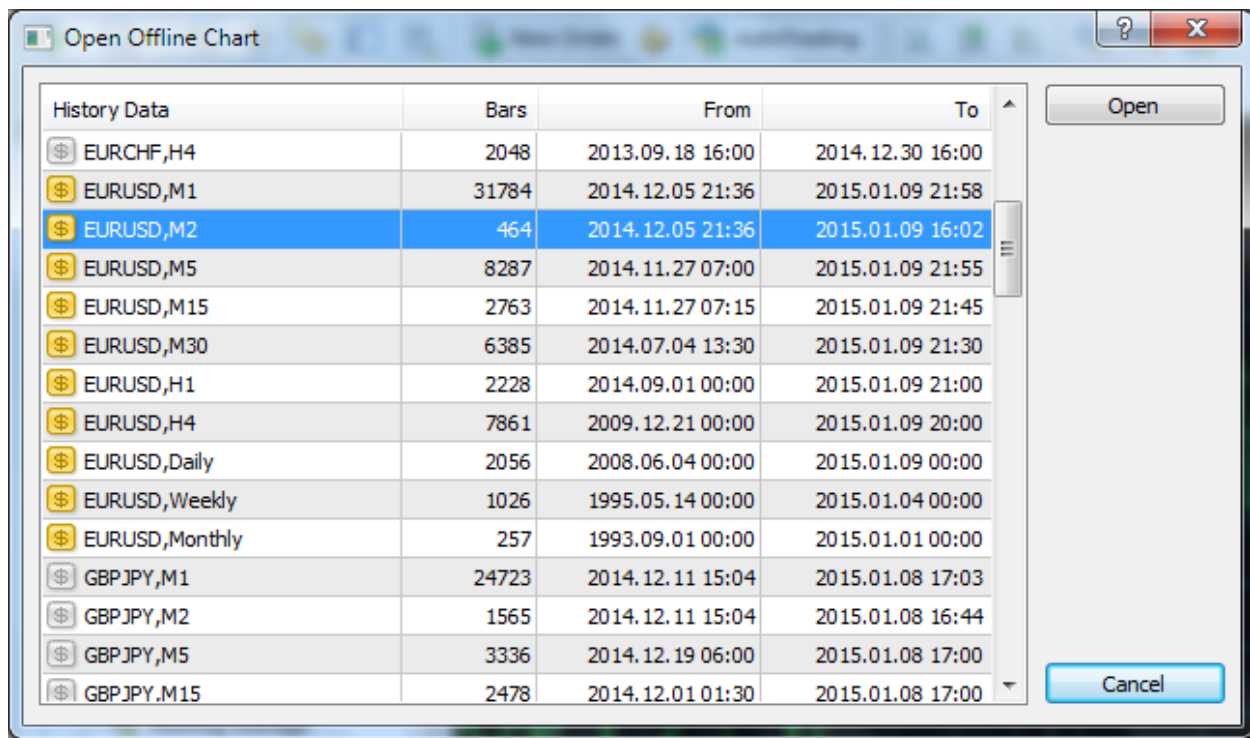 Open Offline Chart
History Data Bars From To Open
EURCHF,H4 2048 2013.09.18 16:00 2014.12.30 16:00
EURUSD,M1 31784 2014.12.05 21:36 2015.01.09 21:58
EURUSD,M2 464 2014.12.05 21:36 2015.01.09 16:02
EURUSD,M5 8287 2014.11.27 07:00 2015.01.09 21:55
EURUSD,M15 2763 2014.11.27 07:15 2015.01.09 21:45
EURUSD,M30 6385 2014.07.04 13:30 2015.01.09 21:30
EURUSD,H1 2228 2014.09.01 00:00 2015.01.09 21:00
EURUSD,H4 7861 2009.12.21 00:00 2015.01.09 20:00
EURUSD,Daily 2056 2008.06.04 00:00 2015.01.09 00:00
EURUSD,Weekly 1026 1995.05.14 00:00 2015.01.04 00:00
EURUSD,Monthly 257 1993.09.01 00:00 2015.01.01 00:00
GBPJPY,M1 24723 2014.12.11 15:04 2015.01.08 17:03
GBPJPY,M2 1565 2014.12.11 15:04 2015.01.08 16:44
GBPJPY,M5 3336 2014.12.19 06:00 2015.01.08 17:00
GBPJPY,M15 2478 2014.12.01 01:30 2015.01.08 17:00
Cancel